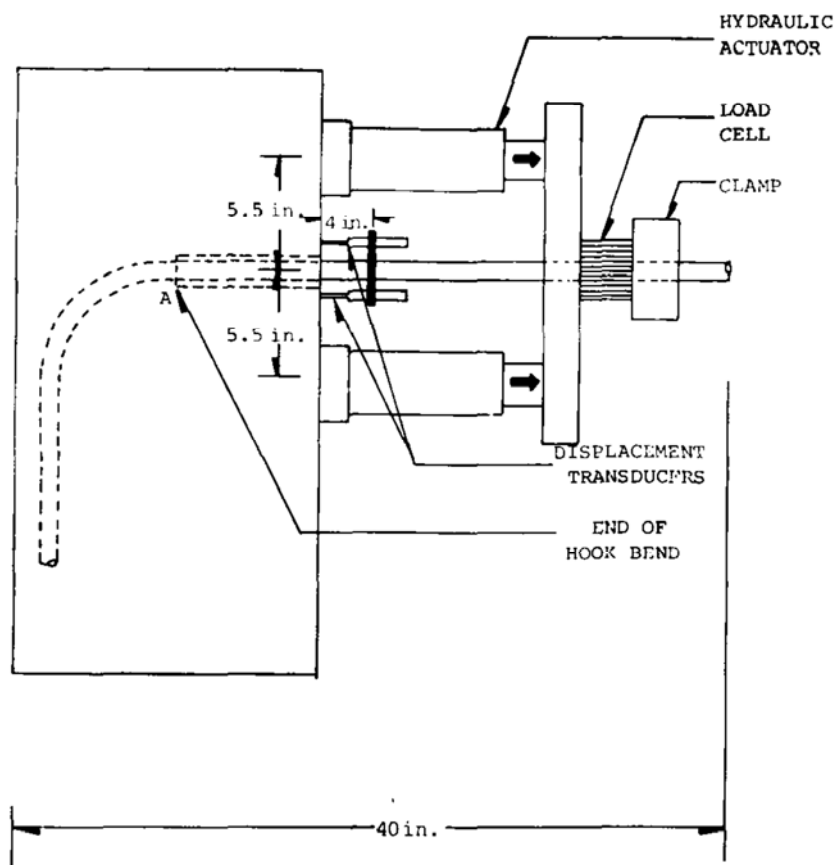 HYDRAULIC
ACTUATOR
LOAD
CELL
CLAMP
5.5 in.
4 in.
A
5.5 in.
DISPLACEMENT
TRANSDUCERS
END OF
HOOK BEND
40 in.